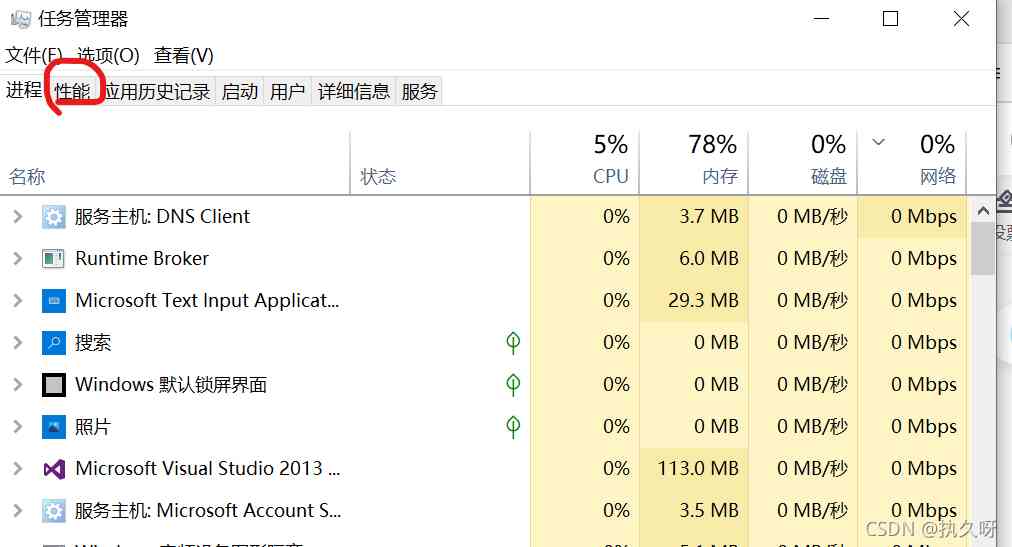 任务管理器
文件(F) 选项(O) 查看(V)
进程 性能 应用历史记录 启动 用户 详细信息 服务
5% 78% 0% 0%
名称 状态 CPU 内存 磁盘 网络
服务主机: DNS Client 0% 3.7 MB 0 MB/秒 0 Mbps
Runtime Broker 0% 6.0 MB 0 MB/秒 0 Mbps
Microsoft Text Input Applicat... 0% 29.3 MB 0 MB/秒 0 Mbps
搜索 0% 0 MB 0 MB/秒 0 Mbps
Windows 默认锁屏界面 0% 0 MB 0 MB/秒 0 Mbps
照片 0% 0 MB 0 MB/秒 0 Mbps
Microsoft Visual Studio 2013 ... 0% 113.0 MB 0 MB/秒 0 Mbps
服务主机: Microsoft Account S... 0% 3.5 MB 0 MB/秒 0 Mbps
CSDN @执久呀